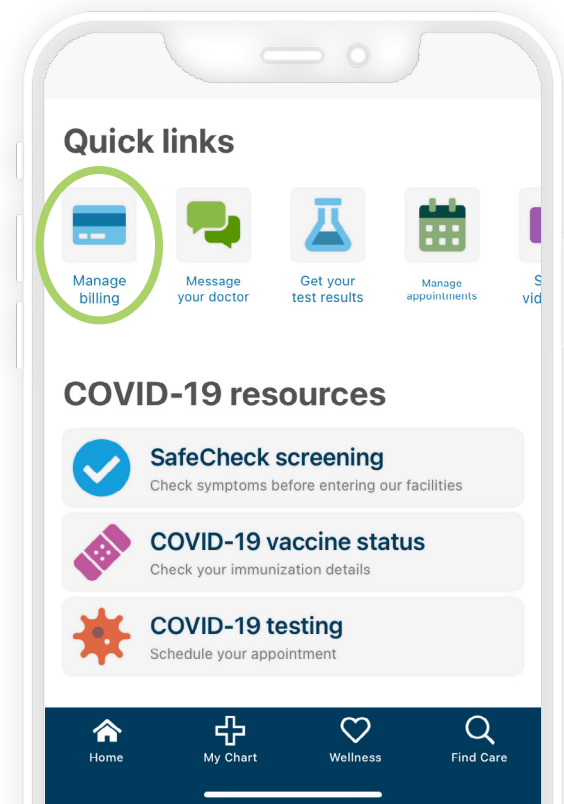 Quick links
Manage
billing
Message
your doctor
Get your
test results
Manage
appointments
COVID-19 resources
SafeCheck screening
Check symptoms before entering our facilities
COVID-19 vaccine status
Check your immunization details
COVID-19 testing
Schedule your appointment
Home
My Chart
Wellness
Find Care